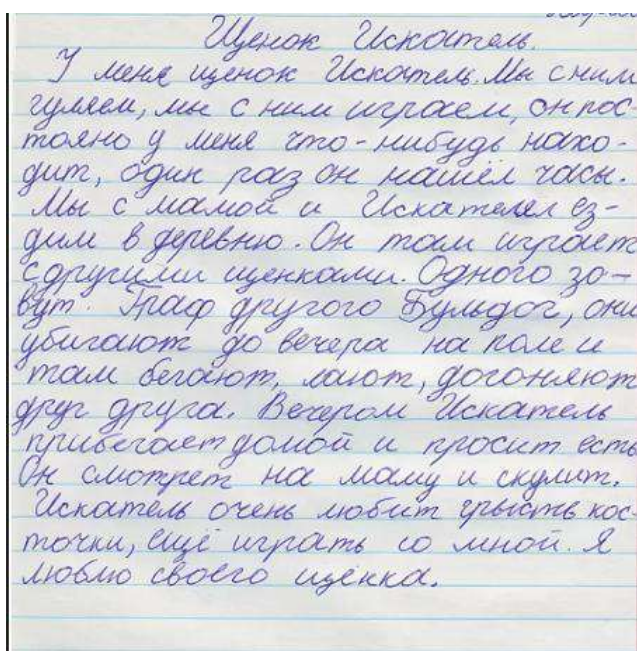 Щенок Искатель.
У меня щенок Искатель. Мы с ним
гуляем, мы с ним играем, он пос
тояно у меня что-нибудь нахо-
дит, один раз он нашёл часы.
Мы с мамой и Искателем ез-
дим в деревню. Он там играет
с другими щенками. Одного зо-
вут. Граф другого Бульдог, они
убигают до вечера на поле и
там бегают, лают, догоняют
друг друга. Вечером Искатель
прибегает домой и просит есть
Он смотрет на маму и скулит.
Искатель очень любит грысть кос-
точки, ещё играть со мной. Я
люблю своего щенка.